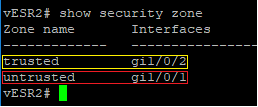 vESR2# show security zone
Zone name     Interfaces
------------- ------------
trusted       gi1/0/2
untrusted     gi1/0/1
vESR2#